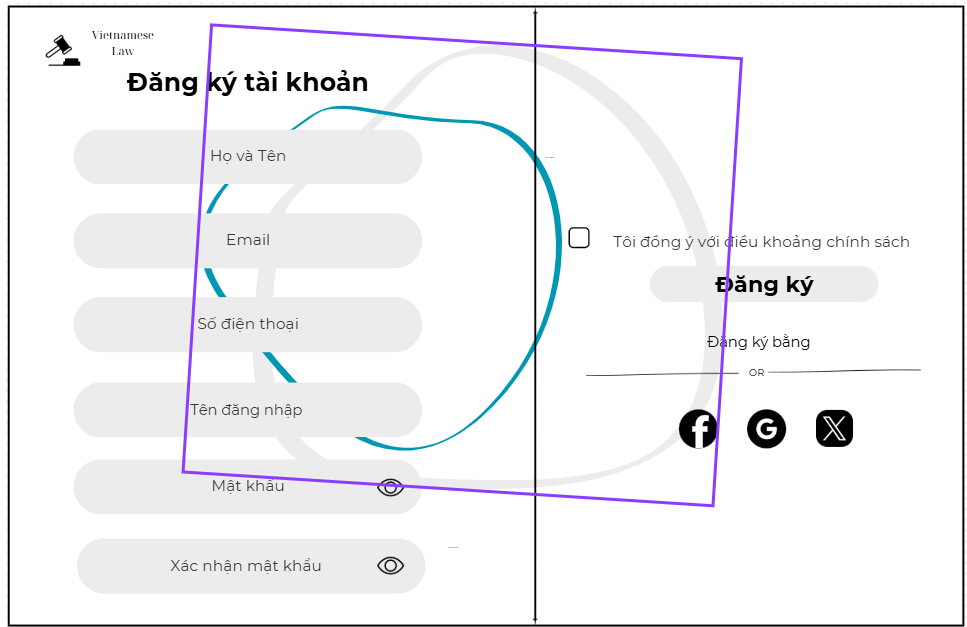 Vietnamese
Law
Đăng ký tài khoản
Họ và Tên
Email
Số điện thoại
Tên đăng nhập
Mật khẩu
Xác nhận mật khẩu
Tôi đồng ý với điều khoảng chính sách
Đăng ký
Đăng ký bằng
OR